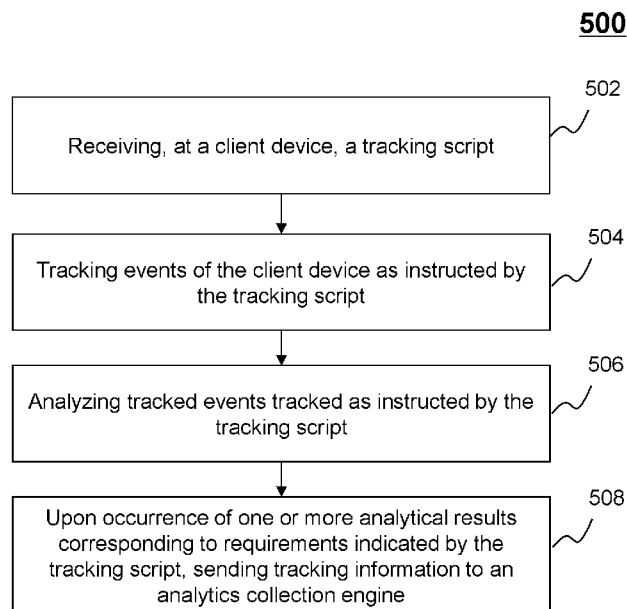 500
502
Receiving, at a client device, a tracking script
504
Tracking events of the client device as instructed by
the tracking script
506
Analyzing tracked events tracked as instructed by the
tracking script
508
Upon occurrence of one or more analytical results
corresponding to requirements indicated by the
tracking script, sending tracking information to an
analytics collection engine